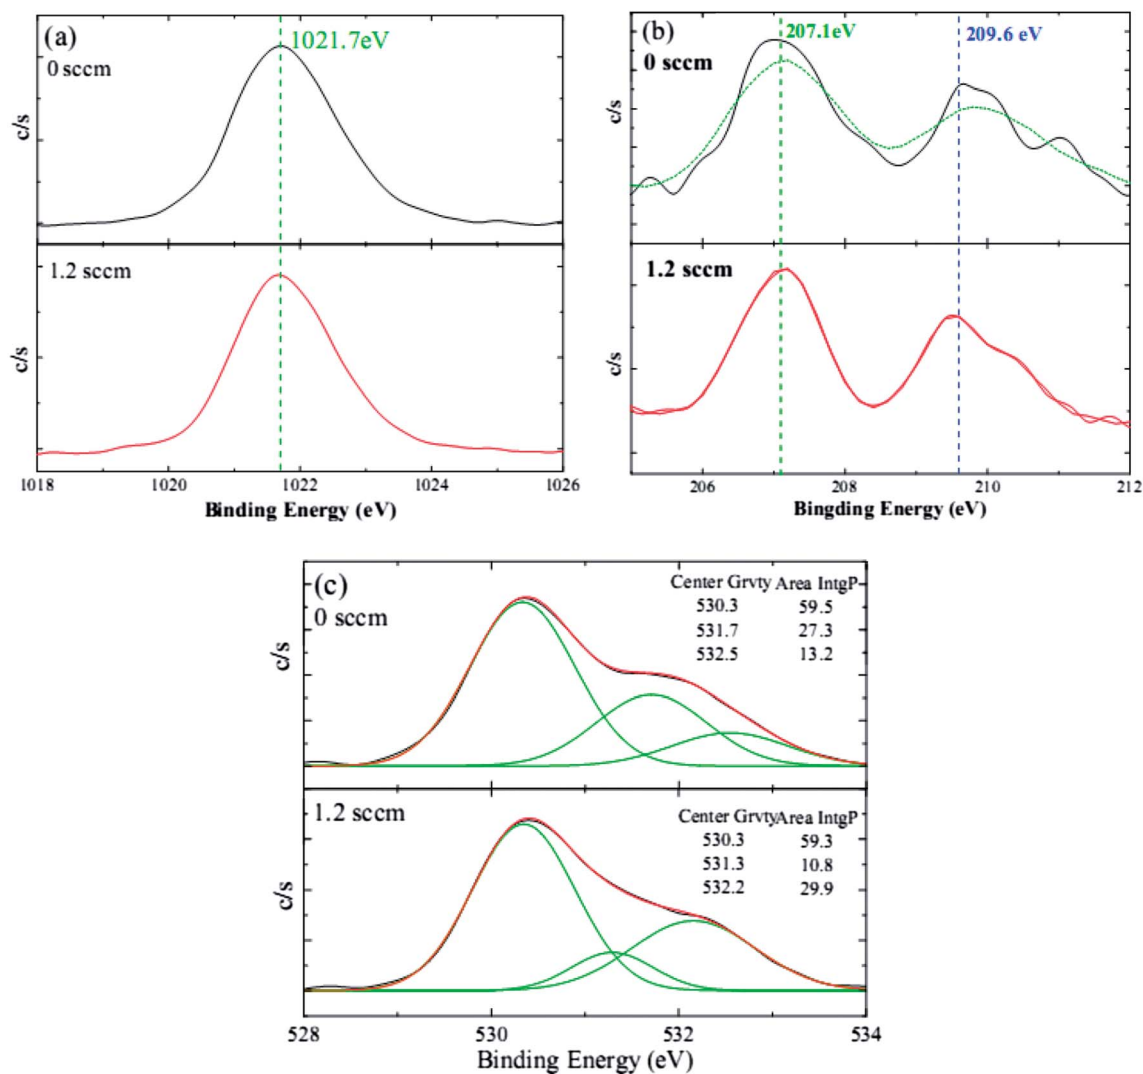 (a)
1021.7eV
0 sccm
c/s
1.2 sccm
c/s
1018 1020 1022 1024 1026
Binding Energy (eV)
(b)
207.1eV
209.6 eV
0 sccm
c/s
1.2 sccm
c/s
206 208 210 212
Bingding Energy (eV)
(c)
0 sccm
c/s
Center Grvty Area IntgP
530.3 59.5
531.7 27.3
532.5 13.2
1.2 sccm
c/s
Center Grvty Area IntgP
530.3 59.3
531.3 10.8
532.2 29.9
528 530 532 534
Binding Energy (eV)